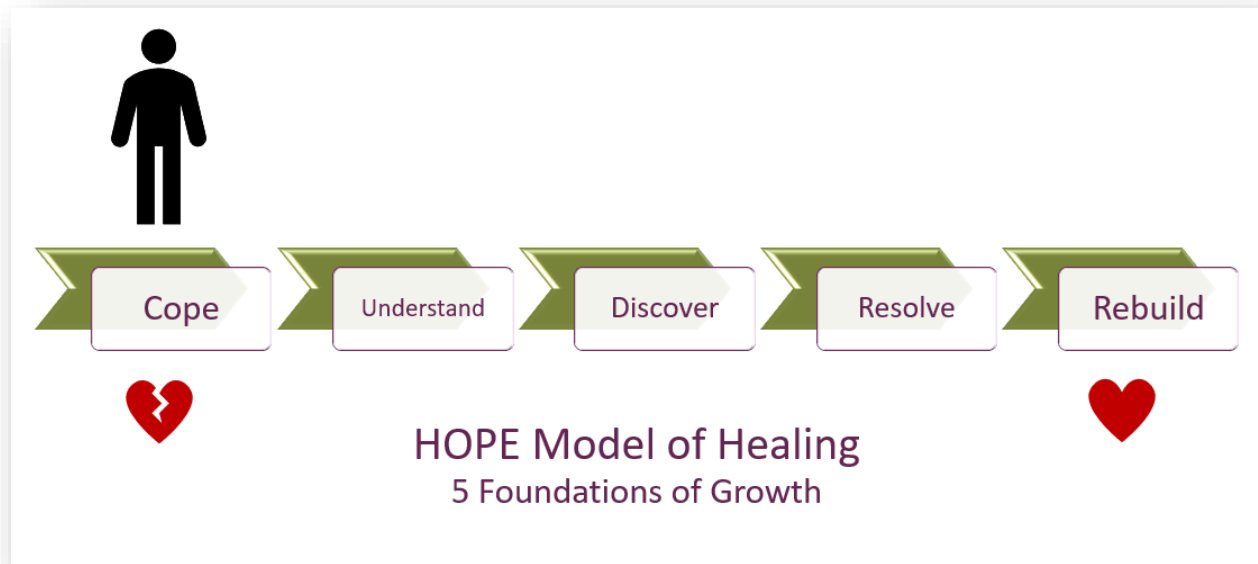 Cope
Understand
Discover
Resolve
Rebuild
HOPE Model of Healing
5 Foundations of Growth